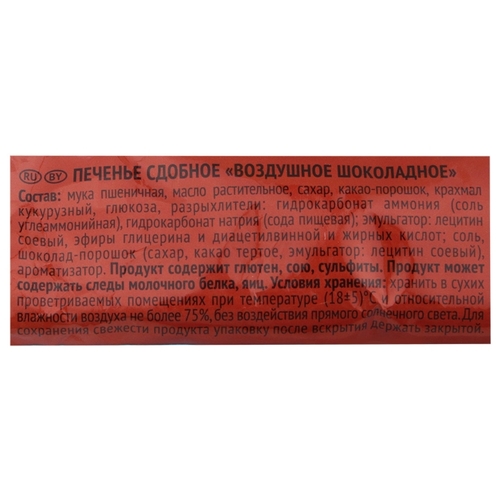 RU BY ПЕЧЕНЬЕ СДОБНОЕ «ВОЗДУШНОЕ ШОКОЛАДНОЕ»
Состав: мука пшеничная, масло растительное, сахар, какао-порошок, крахмал
кукурузный, глюкоза, разрыхлители: гидрокарбонат аммония (соль
углеаммонийная), гидрокарбонат натрия (сода пищевая); эмульгатор: лецитин
соевый, эфиры глицерина и диацетилвинной и жирных кислот; соль,
шоколад-порошок (сахар, какао тертое, эмульгатор: лецитин соевый),
ароматизатор. Продукт содержит глютен, сою, сульфиты. Продукт может
содержать следы молочного белка, яиц. Условия хранения: хранить в сухих
проветриваемых помещениях при температуре (18±5)°С и относительной
влажности воздуха не более 75%, без воздействия прямого солнечного света. Для
сохранения свежести продукта упаковку после вскрытия держать закрытой.